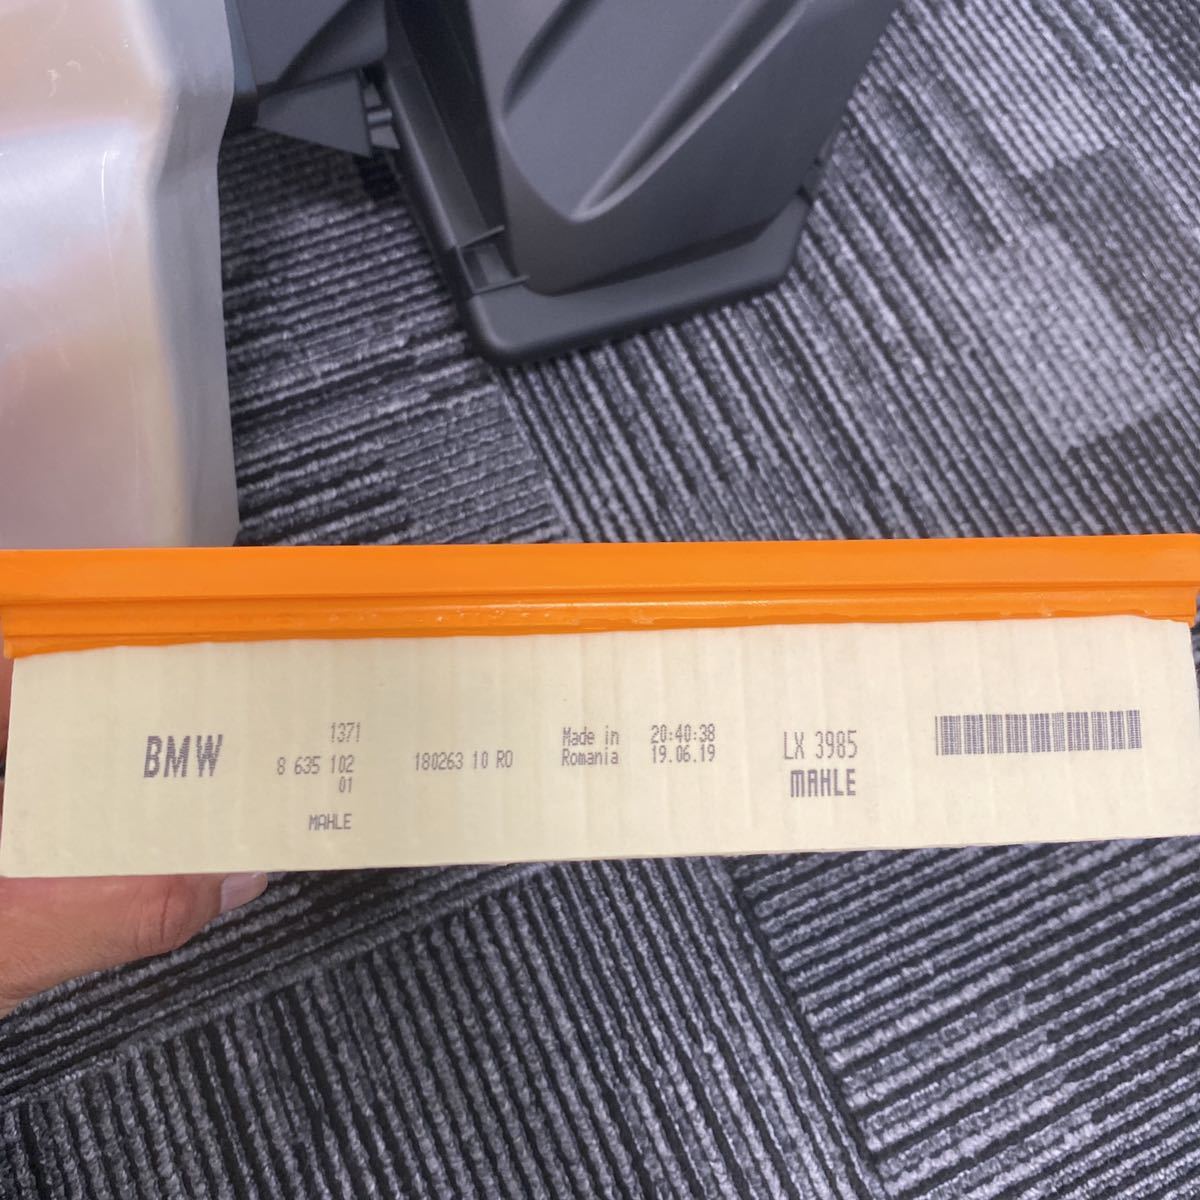 BMW
1371
8 635 102
01
MAHLE
180263 10 RO
Made in
Romania
20:40:38
19.06.19
LX 3985
MAHLE